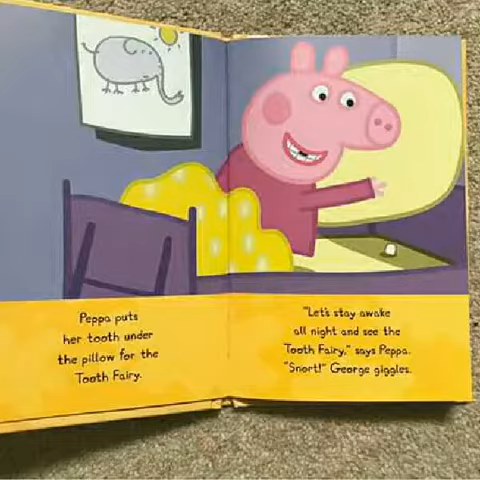 Peppa puts
her tooth under
the pillow for the
Tooth Fairy.
"Let's stay awake
all night and see the
Tooth Fairy," says Peppa.
"Snort!" George giggles.